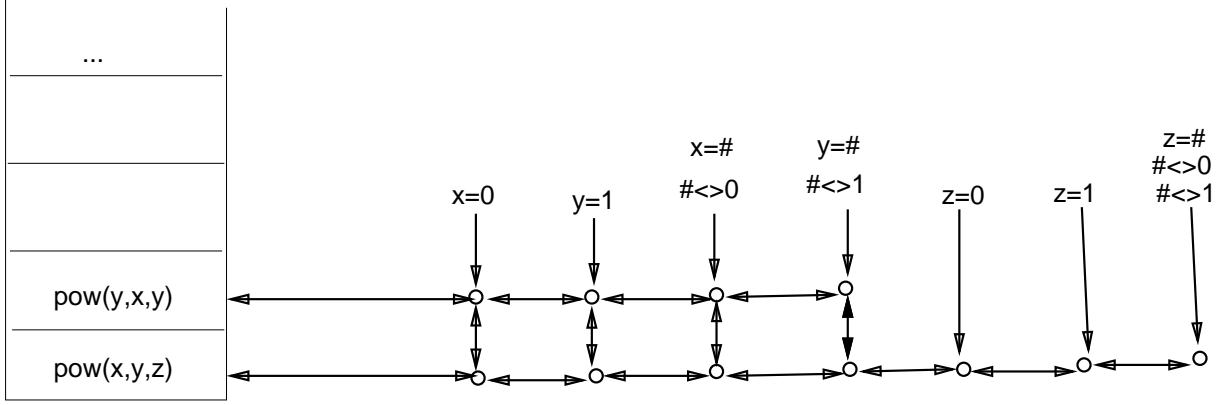 ...
z=#
x=#
y=#
#<>0
#<>0
#<>1
#<>1
x=0
y=1
z=0
z=1
pow(y,x,y)
pow(x,y,z)